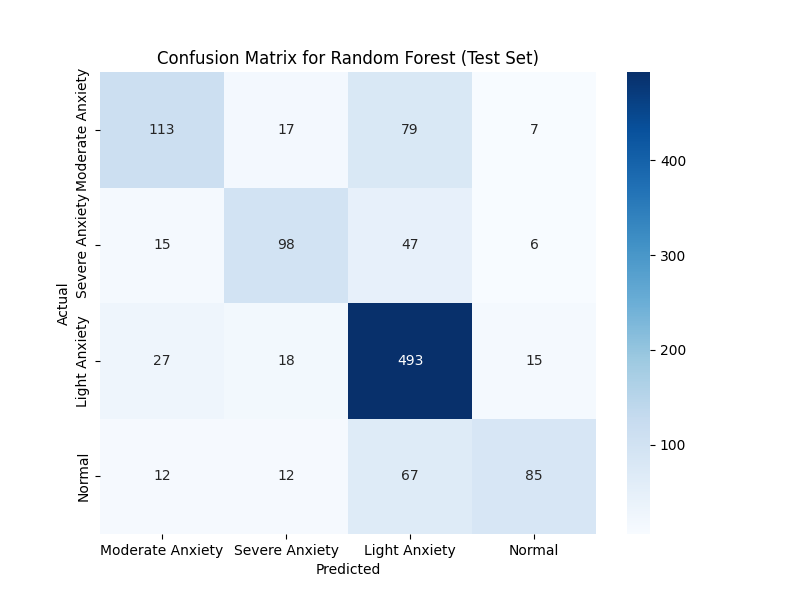 Confusion Matrix for Random Forest (Test Set)
Actual
Moderate Anxiety
113 17 79 7
Severe Anxiety
15 98 47 6
Light Anxiety
27 18 493 15
Normal
12 12 67 85
Moderate Anxiety Severe Anxiety Light Anxiety Normal
Predicted
400
300
200
100